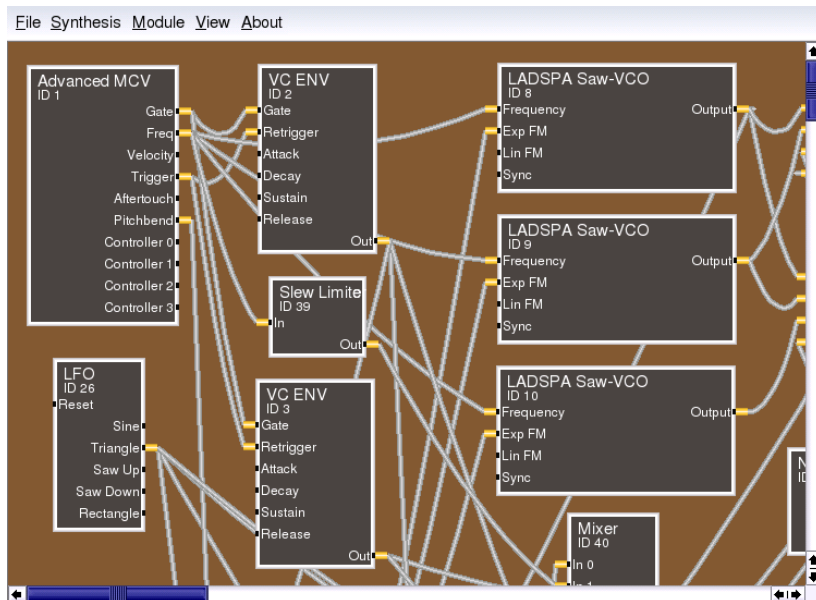 File Synthesis Module View About
Advanced MCV
ID 1
Gate
Freq
Velocity
Trigger
Aftertouch
Pitchbend
Controller 0
Controller 1
Controller 2
Controller 3
VC ENV
ID 2
Gate
Retrigger
Attack
Decay
Sustain
Release
Out
LADSPA Saw-VCO
ID 8
Frequency Output
Exp FM
Lin FM
Sync
LADSPA Saw-VCO
ID 9
Frequency Output
Exp FM
Lin FM
Sync
Slew Limite
ID 39
In
Out
LFO
ID 26
Reset
Sine
Triangle
Saw Up
Saw Down
Rectangle
VC ENV
ID 3
Gate
Retrigger
Attack
Decay
Sustain
Release
Out
LADSPA Saw-VCO
ID 10
Frequency Output
Exp FM
Lin FM
Sync
Mixer
ID 40
In 0
In 1